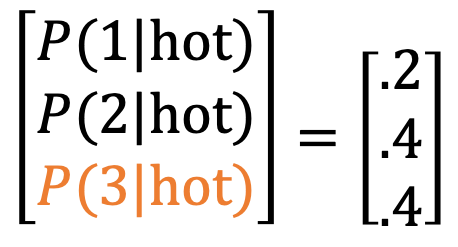 P(1|hot)
P(2|hot) = .2
P(3|hot) .4
.4